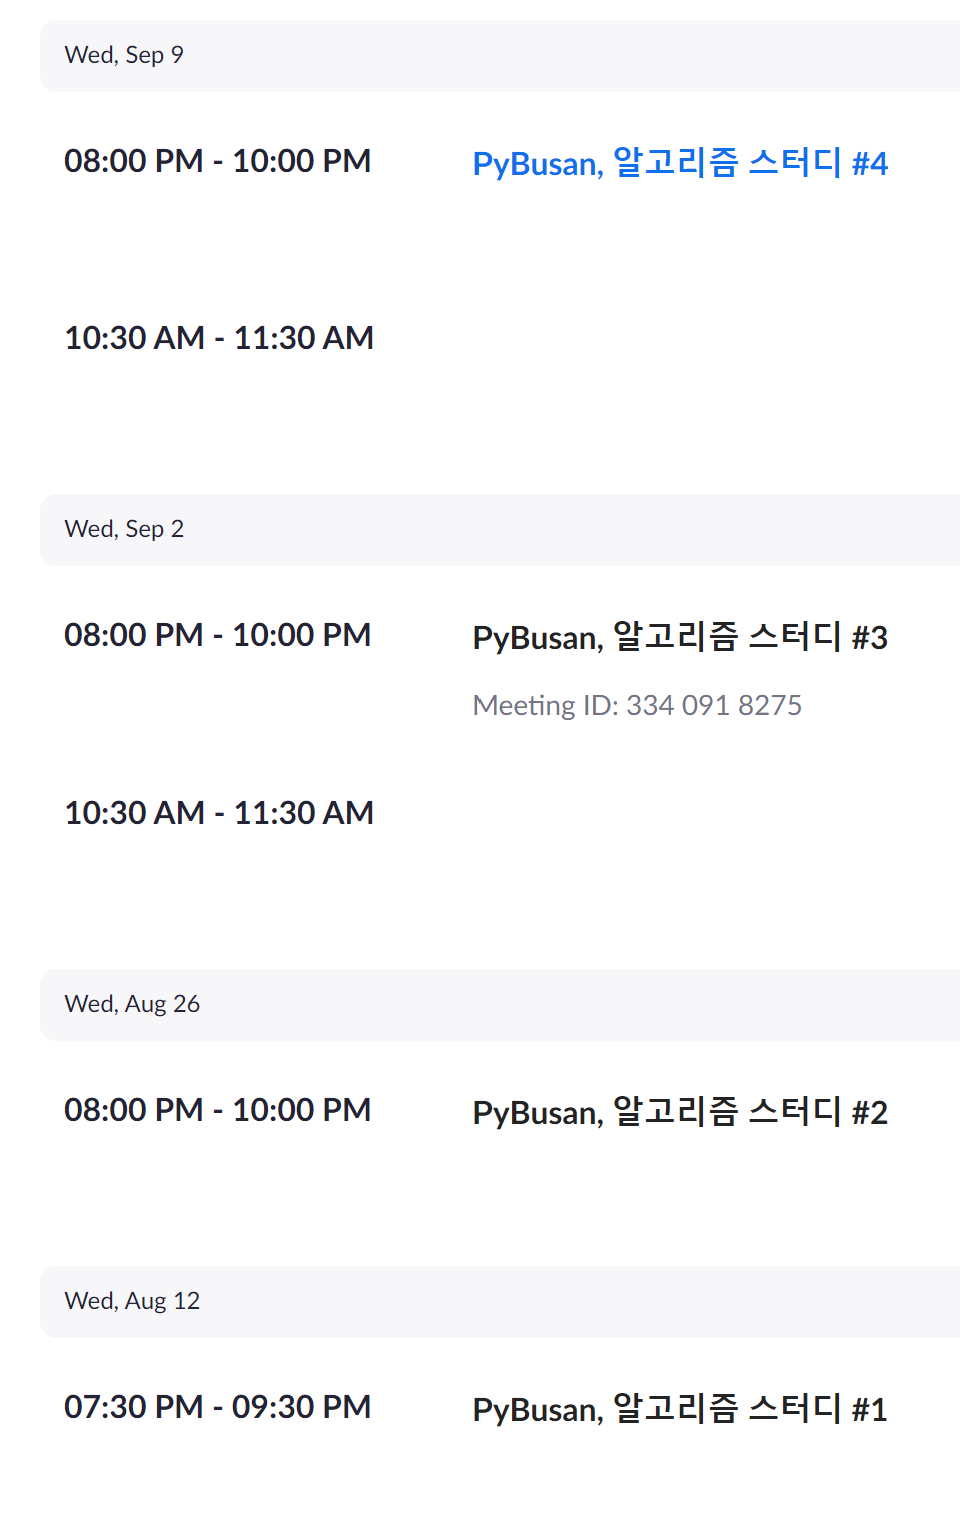 Wed, Sep 9
08:00 PM - 10:00 PM PyBusan, 알고리즘 스터디 #4
10:30 AM - 11:30 AM
Wed, Sep 2
08:00 PM - 10:00 PM PyBusan, 알고리즘 스터디 #3
Meeting ID: 334 091 8275
10:30 AM - 11:30 AM
Wed, Aug 26
08:00 PM - 10:00 PM PyBusan, 알고리즘 스터디 #2
Wed, Aug 12
07:30 PM - 09:30 PM PyBusan, 알고리즘 스터디 #1